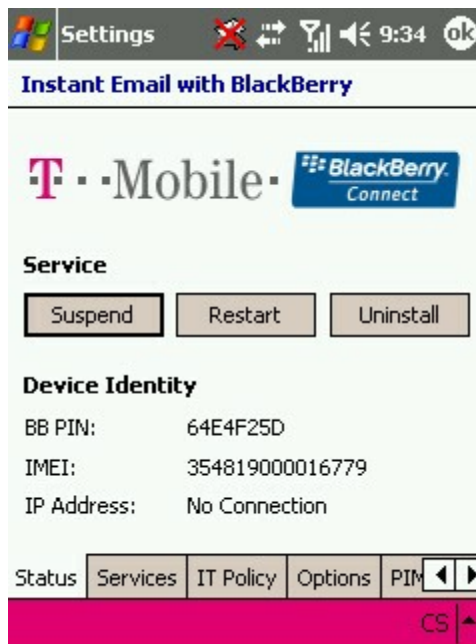 Settings 9:34 ok
Instant Email with BlackBerry
T··Mobile· BlackBerry.
Connect
Service
Suspend Restart Uninstall
Device Identity
BB PIN: 64E4F25D
IMEI: 354819000016779
IP Address: No Connection
Status Services IT Policy Options PIM
CS